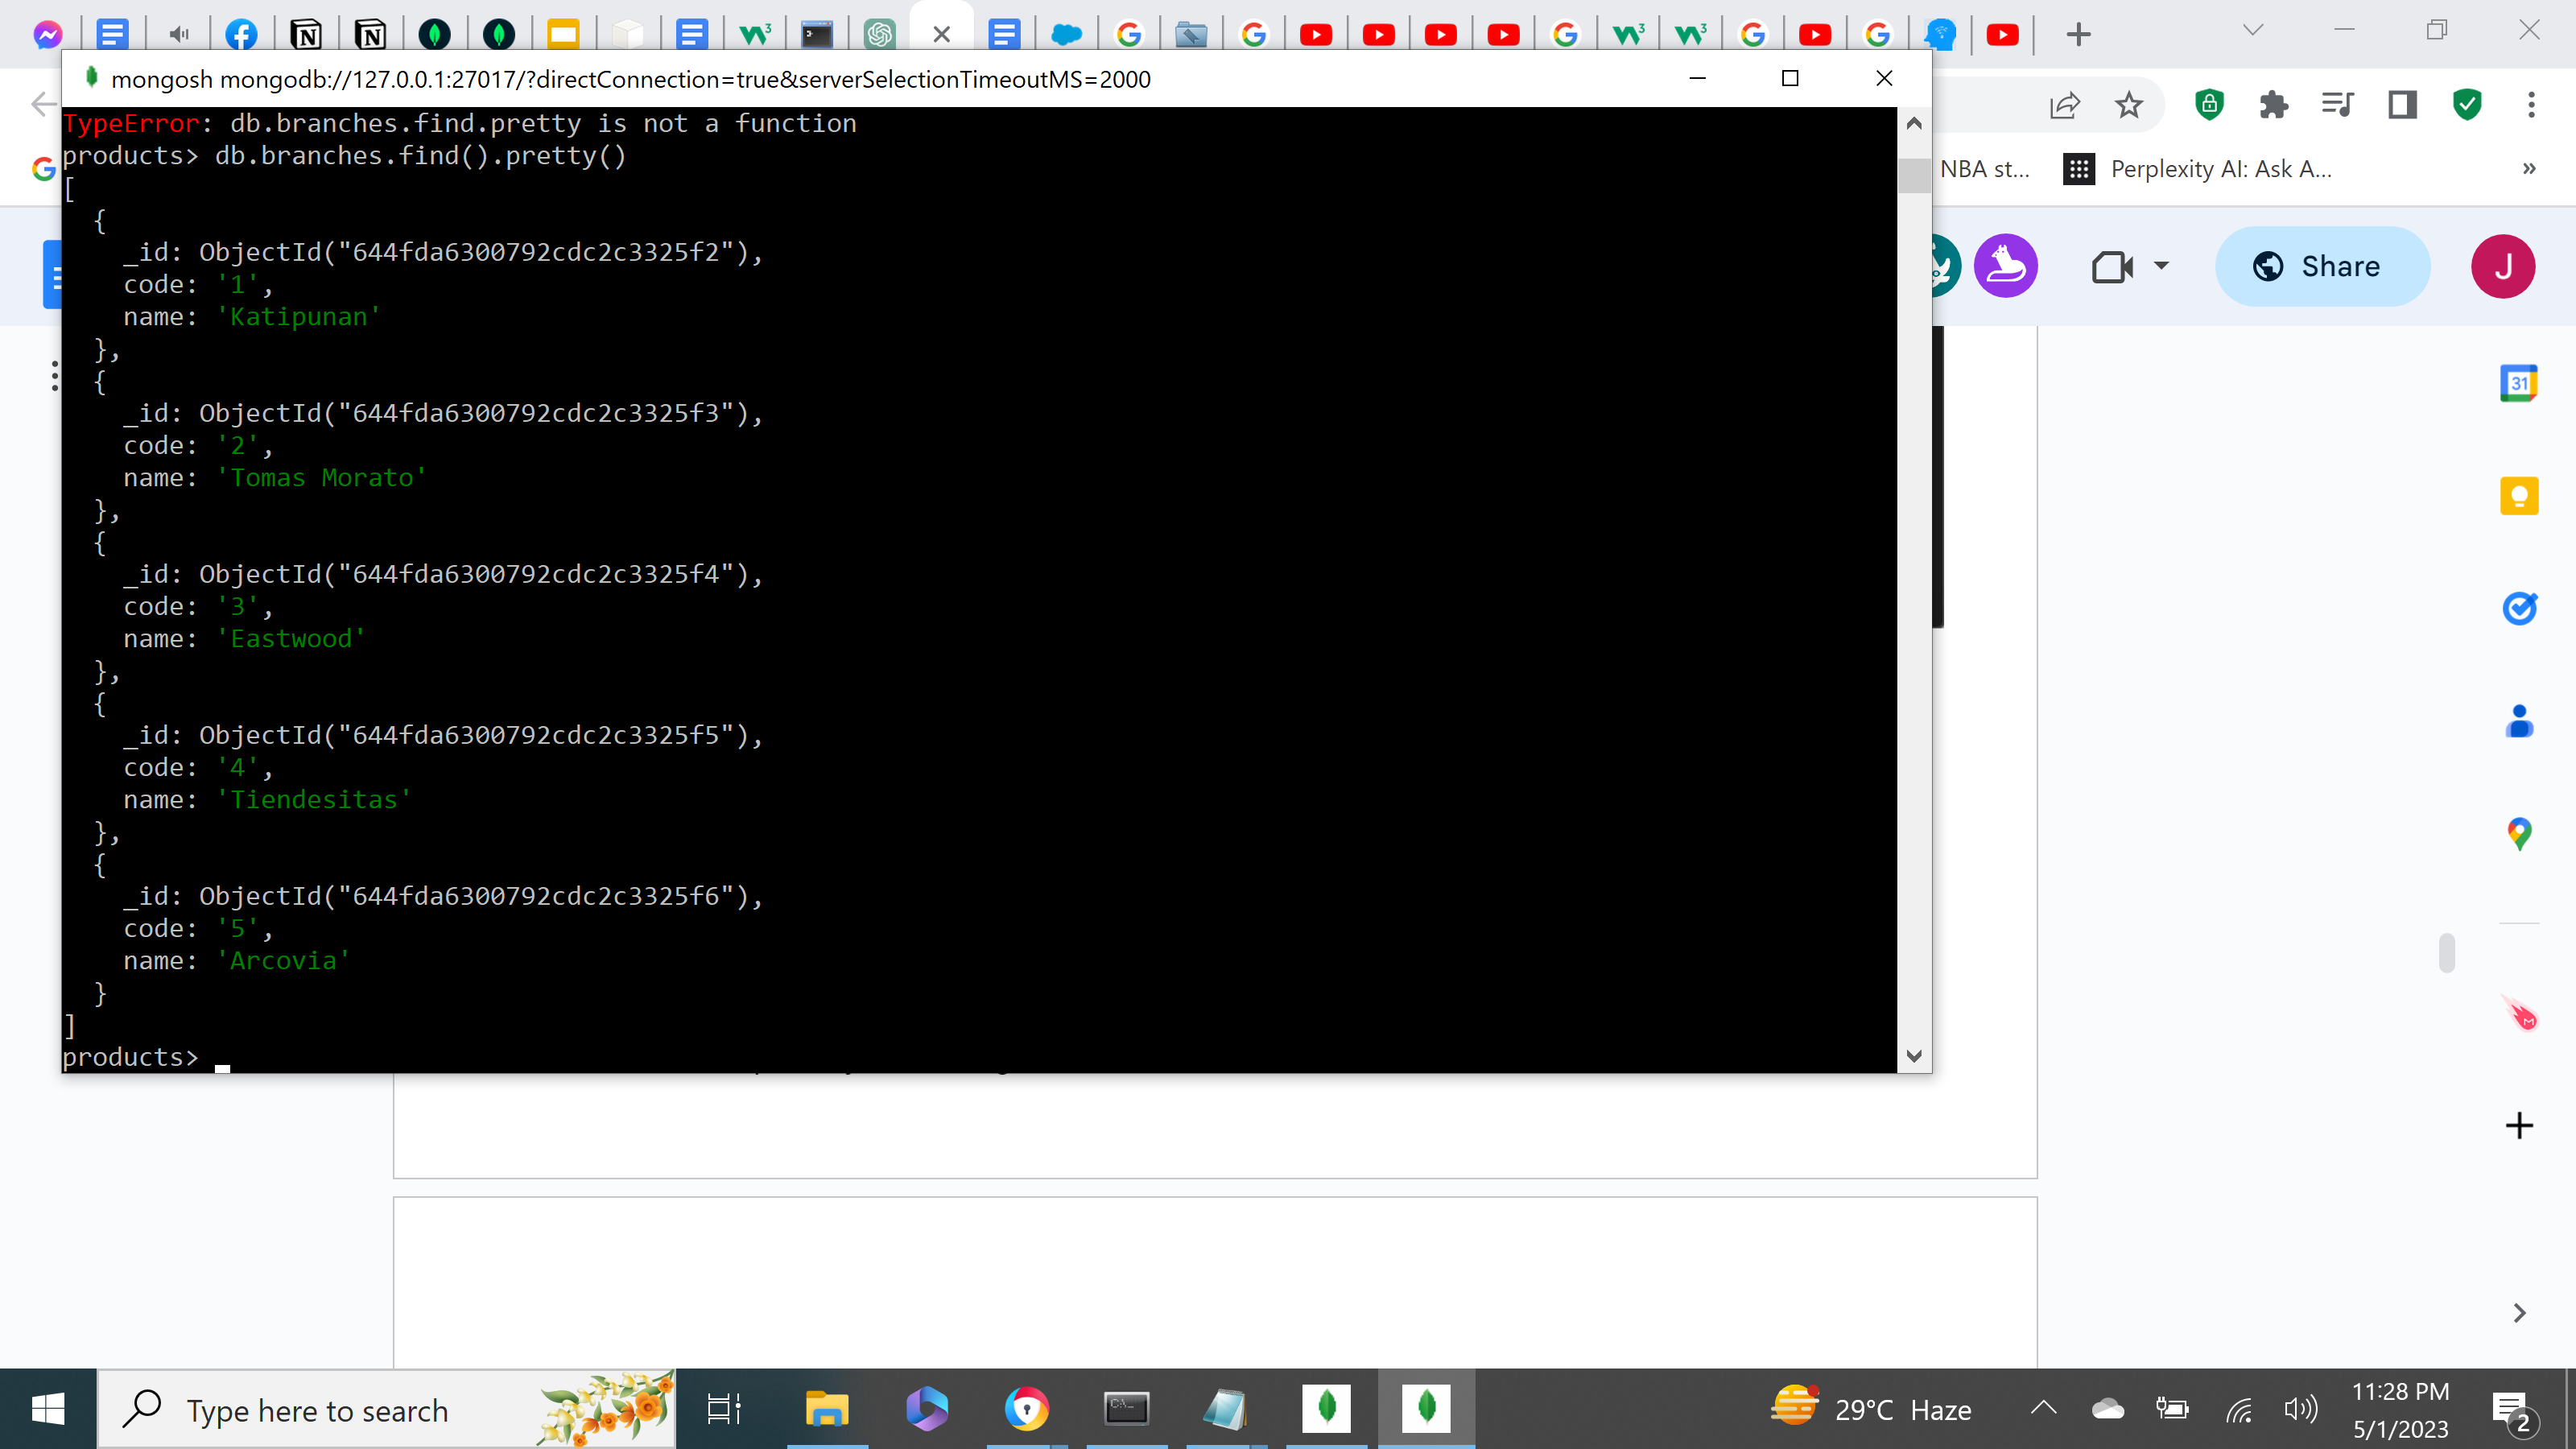 mongosh mongodb://127.0.0.1:27017/?directConnection=true&serverSelectionTimeoutMS=2000
TypeError: db.branches.find.pretty is not a function
products> db.branches.find().pretty()
[
  {
    _id: ObjectId("644fda6300792cdc2c3325f2"),
    code: '1',
    name: 'Katipunan'
  },
  {
    _id: ObjectId("644fda6300792cdc2c3325f3"),
    code: '2',
    name: 'Tomas Morato'
  },
  {
    _id: ObjectId("644fda6300792cdc2c3325f4"),
    code: '3',
    name: 'Eastwood'
  },
  {
    _id: ObjectId("644fda6300792cdc2c3325f5"),
    code: '4',
    name: 'Tiendesitas'
  },
  {
    _id: ObjectId("644fda6300792cdc2c3325f6"),
    code: '5',
    name: 'Arcovia'
  }
]
products>
NBA st...
Perplexity AI: Ask A...
»
Share
J
31
Type here to search
29°C Haze
11:28 PM
5/1/2023
2